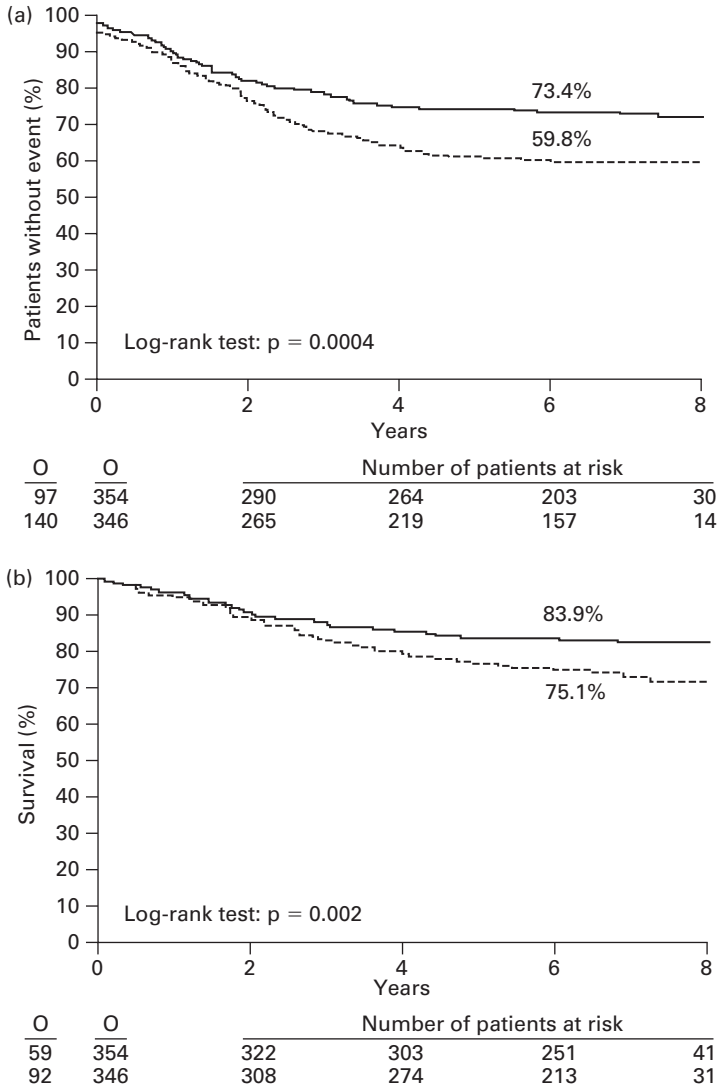 (a)
100
90
80
70
60
50
40
30
20
10
0
Patients without event (%)
73.4%
59.8%
Log-rank test: p = 0.0004
0 2 4 6 8
Years
O O Number of patients at risk
97 354 290 264 203 30
140 346 265 219 157 14
(b)
100
90
80
70
60
50
40
30
20
10
0
Survival (%)
83.9%
75.1%
Log-rank test: p = 0.002
0 2 4 6 8
Years
O O Number of patients at risk
59 354 322 303 251 41
92 346 308 274 213 31